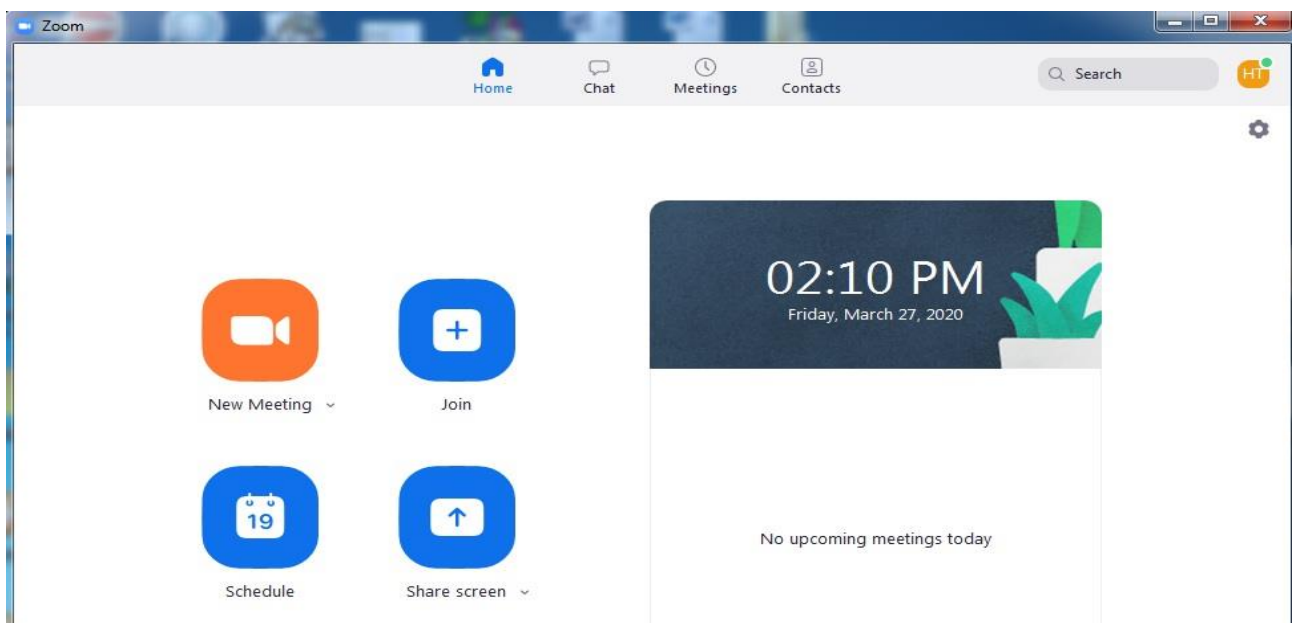 Zoom
Home Chat Meetings Contacts
Search
HT
02:10 PM
Friday, March 27, 2020
New Meeting
Join
19
Schedule
Share screen
No upcoming meetings today